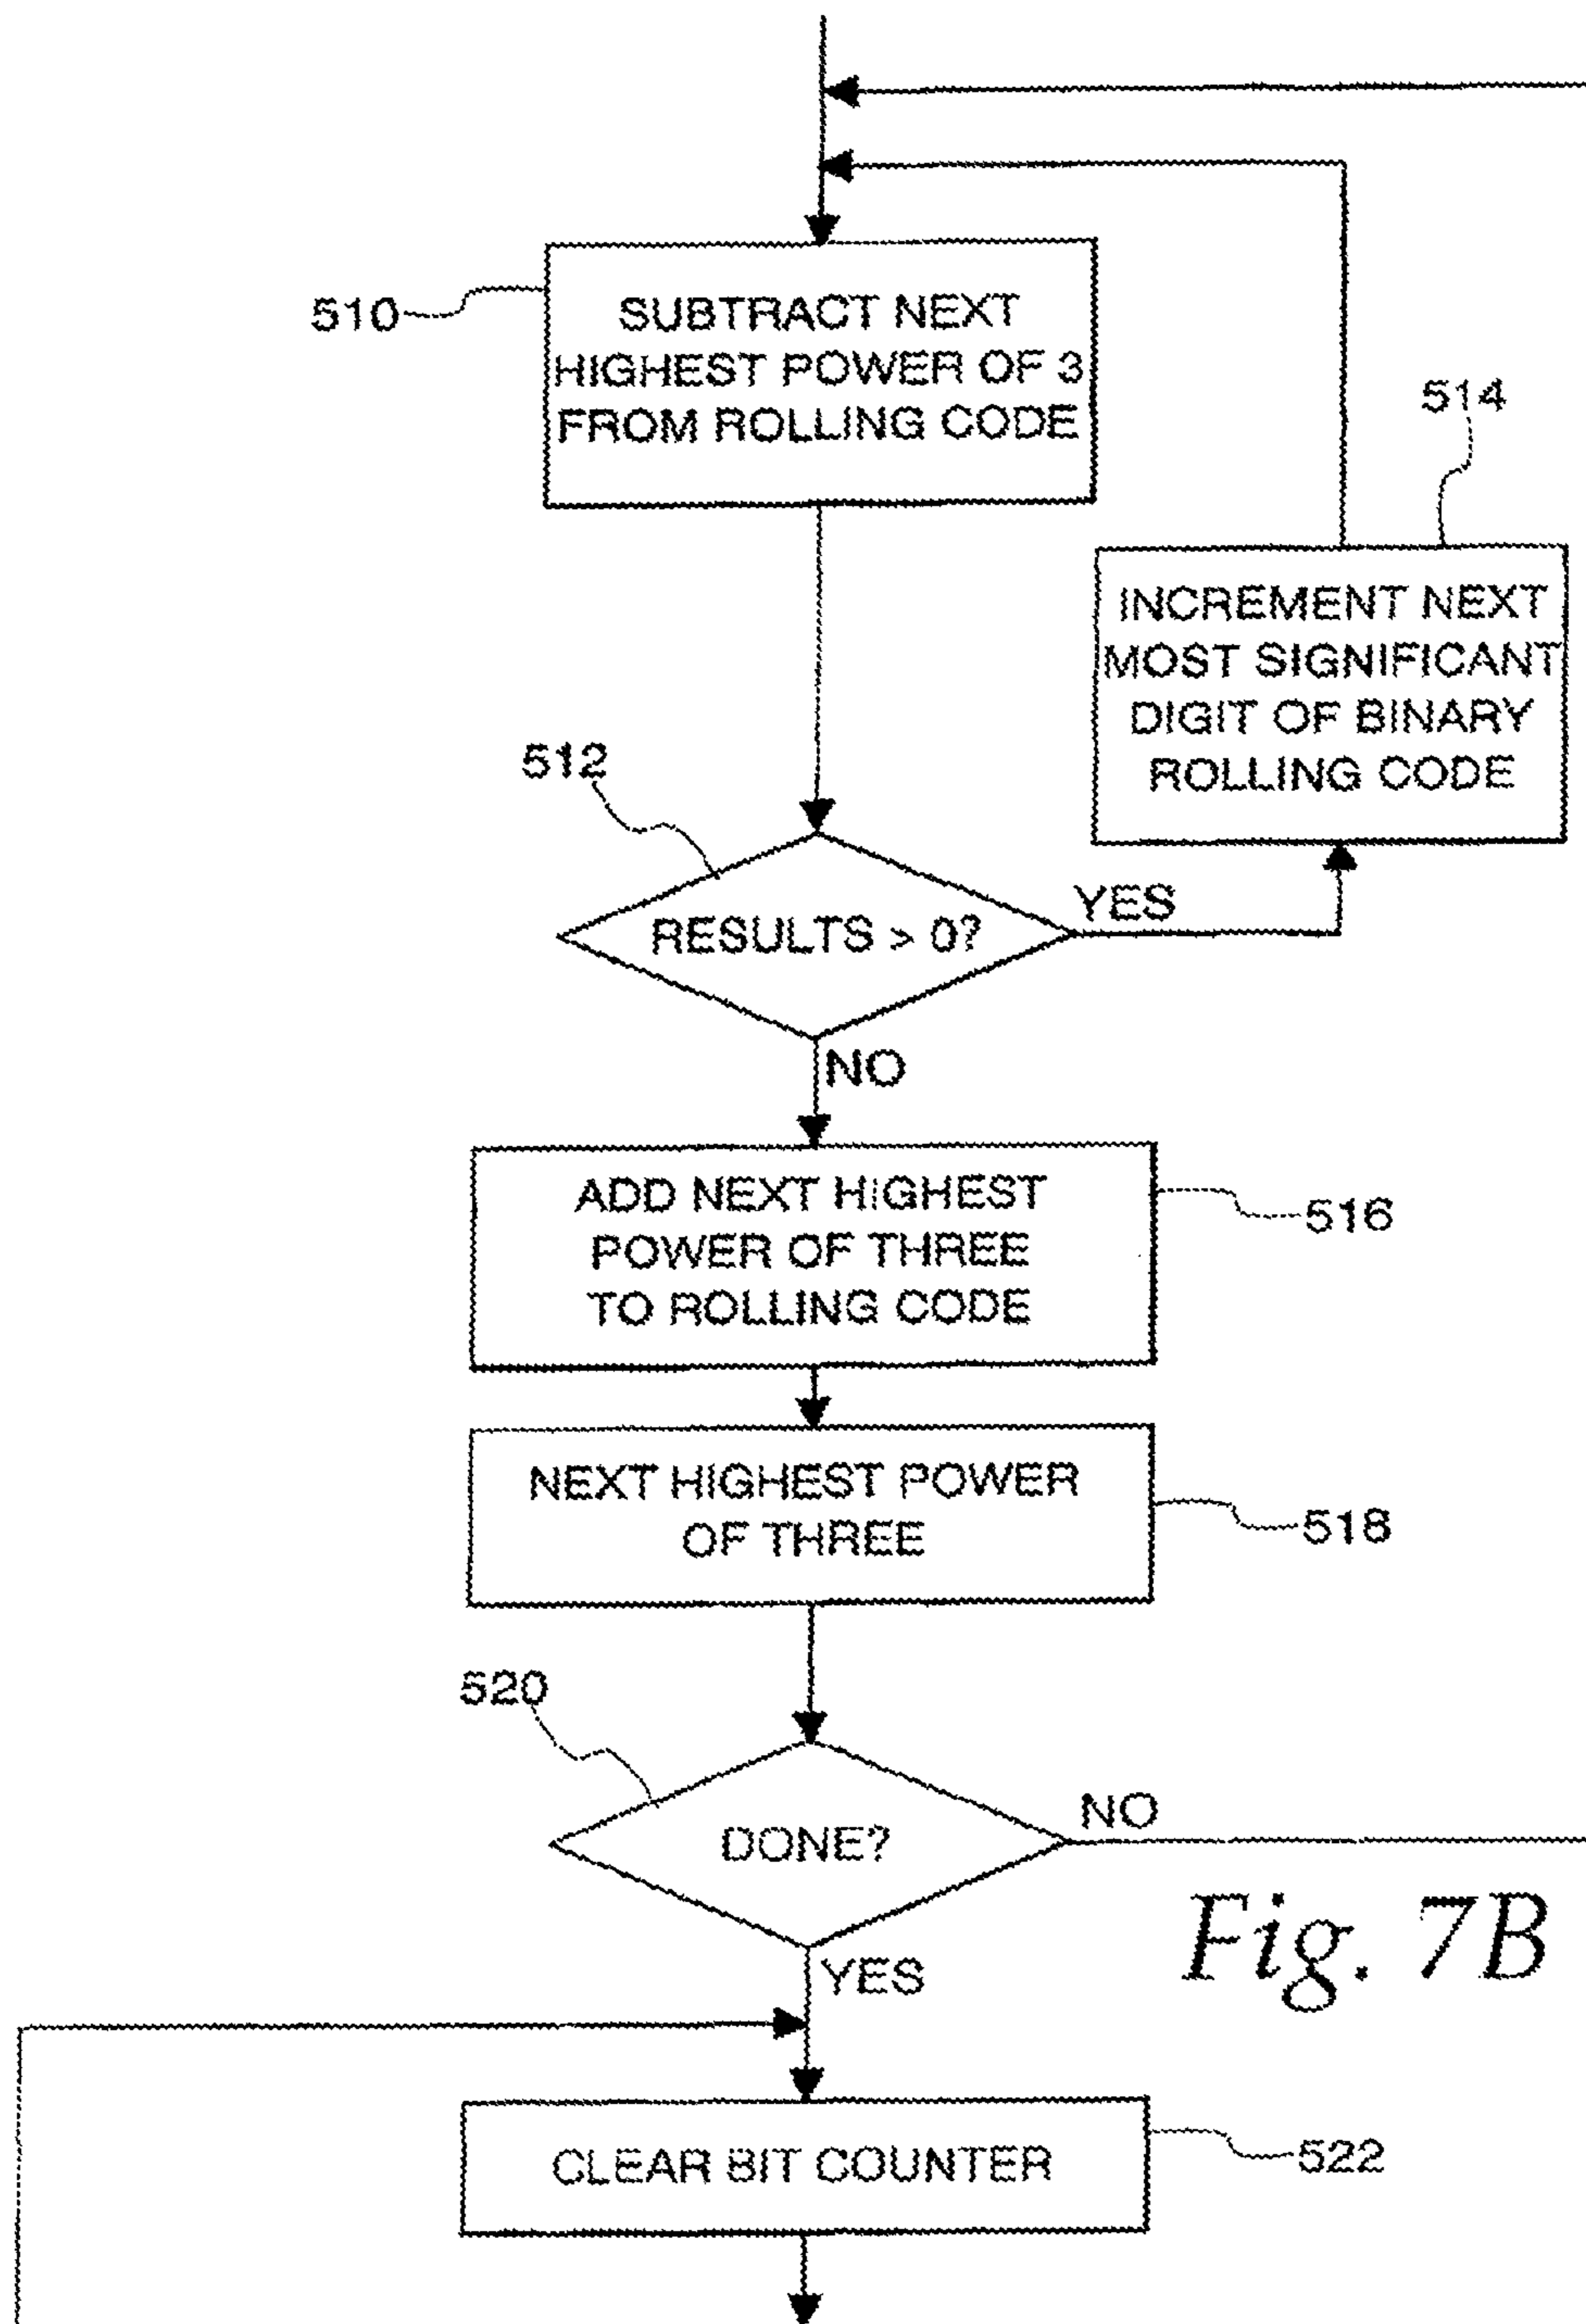 510
SUBTRACT NEXT
HIGHEST POWER OF 3
FROM ROLLING CODE
514
INCREMENT NEXT
MOST SIGNIFICANT
DIGIT OF BINARY
ROLLING CODE
512
RESULTS > 0?
YES
NO
ADD NEXT HIGHEST
POWER OF THREE
TO ROLLING CODE
516
NEXT HIGHEST POWER
OF THREE
518
520
DONE?
NO
Fig. 7B
YES
CLEAR BIT COUNTER
522